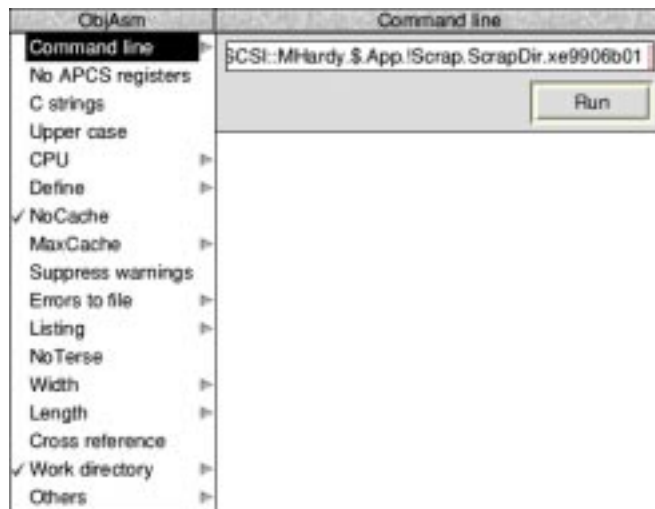 ObjAsm
Command line
Command line
SCSI::MHardy.$.App.!Scrap.ScrapDir.xe9906b01
No APCS registers
C strings
Run
Upper case
CPU
Define
✓ NoCache
MaxCache
Suppress warnings
Errors to file
Listing
NoTerse
Width
Length
Cross reference
✓ Work directory
Others